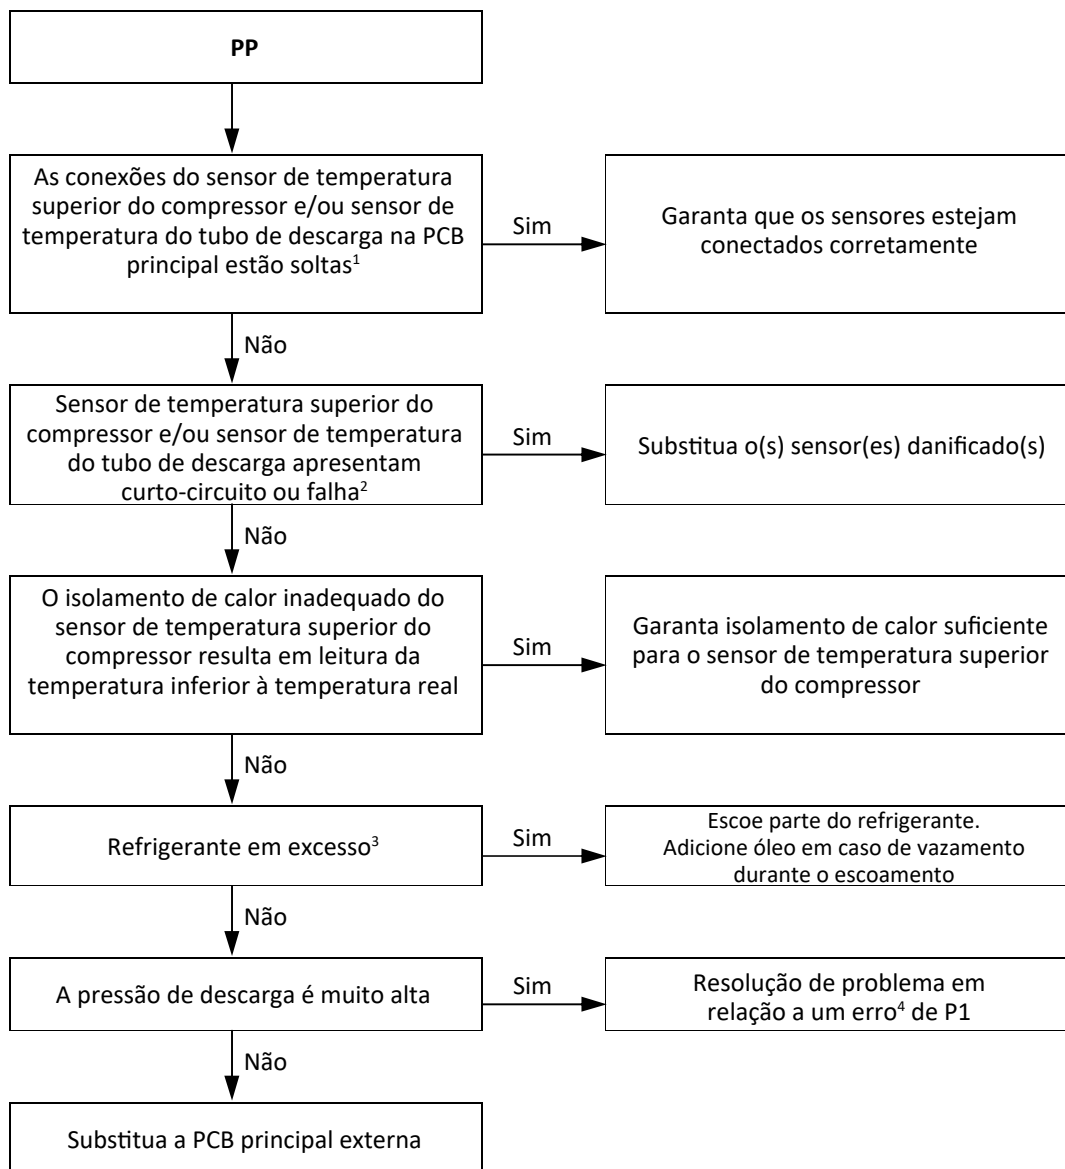 PP
As conexões do sensor de temperatura
superior do compressor e/ou sensor de
temperatura do tubo de descarga na PCB
principal estão soltas¹
Sim
Garanta que os sensores estejam
conectados corretamente
Não
Sensor de temperatura superior do
compressor e/ou sensor de temperatura
do tubo de descarga apresentam
curto-circuito ou falha²
Sim
Substitua o(s) sensor(es) danificado(s)
Não
O isolamento de calor inadequado do
sensor de temperatura superior do
compressor resulta em leitura da
temperatura inferior à temperatura real
Sim
Garanta isolamento de calor suficiente
para o sensor de temperatura superior
do compressor
Não
Refrigerante em excesso³
Sim
Escoe parte do refrigerante.
Adicione óleo em caso de vazamento
durante o escoamento
Não
A pressão de descarga é muito alta
Sim
Resolução de problema em
relação a um erro⁴ de P1
Não
Substitua a PCB principal externa